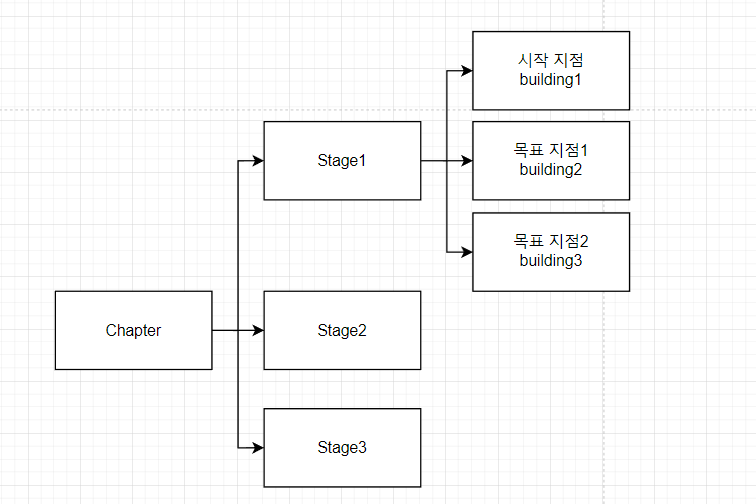 시작 지점
building1
목표 지점1
building2
목표 지점2
building3
Stage1
Chapter
Stage2
Stage3